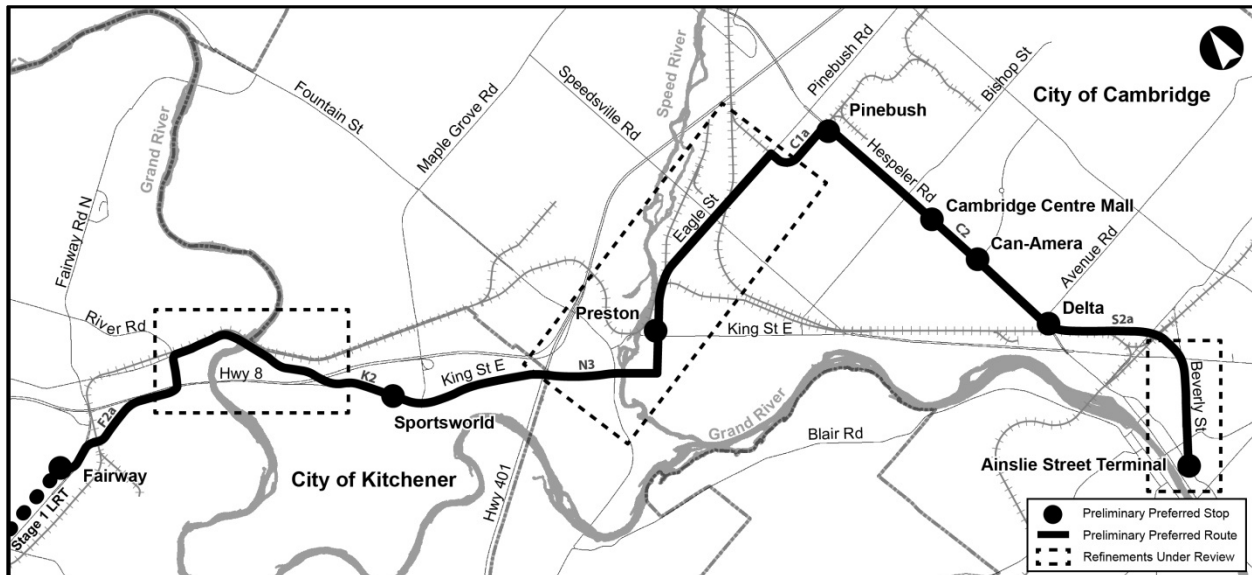 Grand River
Fountain St
Maple Grove Rd
Speedsville Rd
Speed River
Pinebush Rd
Bishop St
City of Cambridge
Pinebush
C1a
Hespeler Rd
Eagle St
Cambridge Centre Mall
C2
Can-Amera
Avenue Rd
Fairway Rd N
River Rd
Preston
King St E
Delta
S2a
Hwy 8
K2
King St E
N3
Beverly St
Sportsworld
F2a
Grand River
Blair Rd
Fairway
City of Kitchener
Hwy 401
Ainslie Street Terminal
Stage 1 LRT
Preliminary Preferred Stop
Preliminary Preferred Route
Refinements Under Review